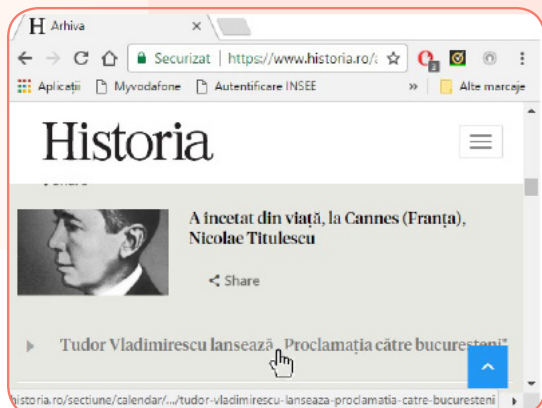 H Arhiva
Securizat | https://www.historia.ro/a
Aplicații Myvodafone Autentificare INSEE » Alte marcaje
Historia
A încetat din viață, la Cannes (Franța),
Nicolae Titulescu
Share
Tudor Vladimirescu lansează „Proclamația către bucureșteni"
historia.ro/sectiune/calendar/.../tudor-vladimirescu-lanseaza-proclamatia-catre-bucuresteni